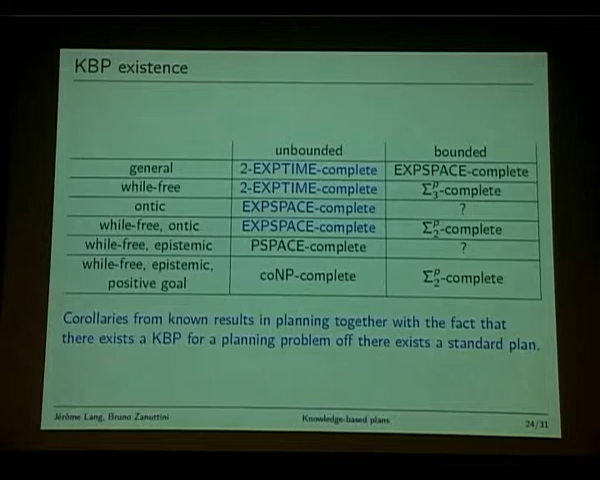 KBP existence
unbounded bounded
general 2-EXPTIME-complete EXPSPACE-complete
while-free 2-EXPTIME-complete Σ₃ᵖ-complete
ontic EXPSPACE-complete ?
while-free, ontic EXPSPACE-complete Σ₂ᵖ-complete
while-free, epistemic PSPACE-complete ?
while-free, epistemic,
positive goal coNP-complete Σ₂ᵖ-complete
Corollaries from known results in planning together with the fact that
there exists a KBP for a planning problem off there exists a standard plan.
Jérôme Lang, Bruno Zanuttini Knowledge-based plans 24/31